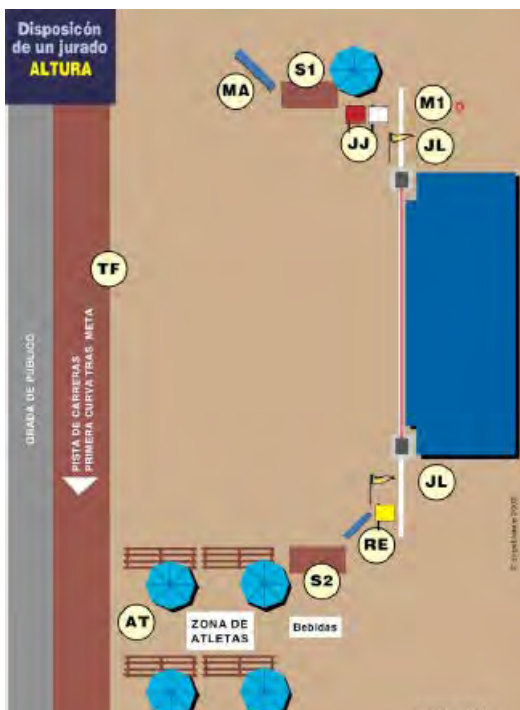 Disposicón
de un jurado
ALTURA
MA
S1
M1
JJ
JL
TF
GRADA DE PÚBLICO
PISTA DE CARRERAS
PRIMERA CURVA TRAS META
JL
RE
S2
AT
ZONA DE
ATLETAS
Bebidas